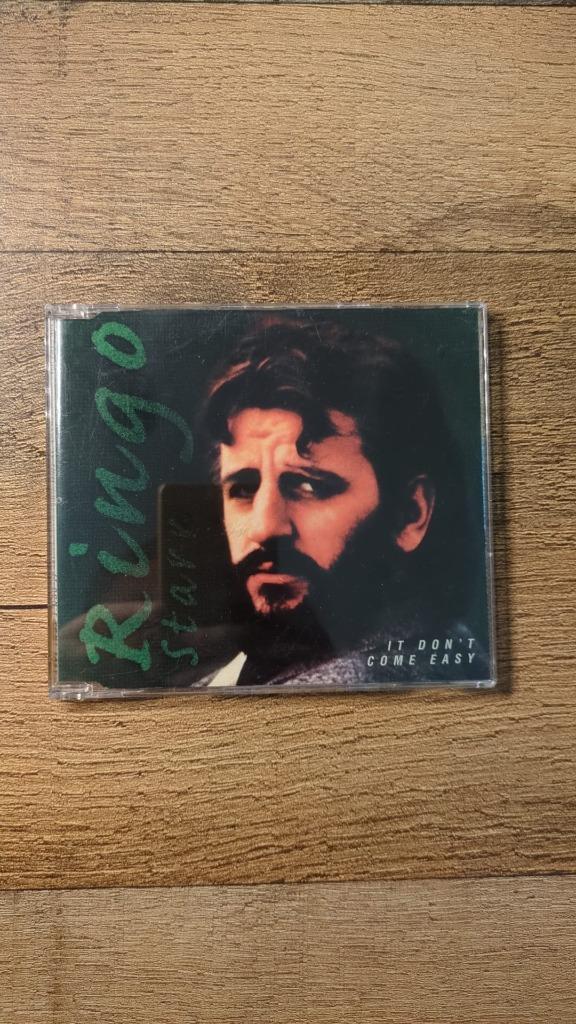 Ringo
Starr
IT DON'T
COME EASY